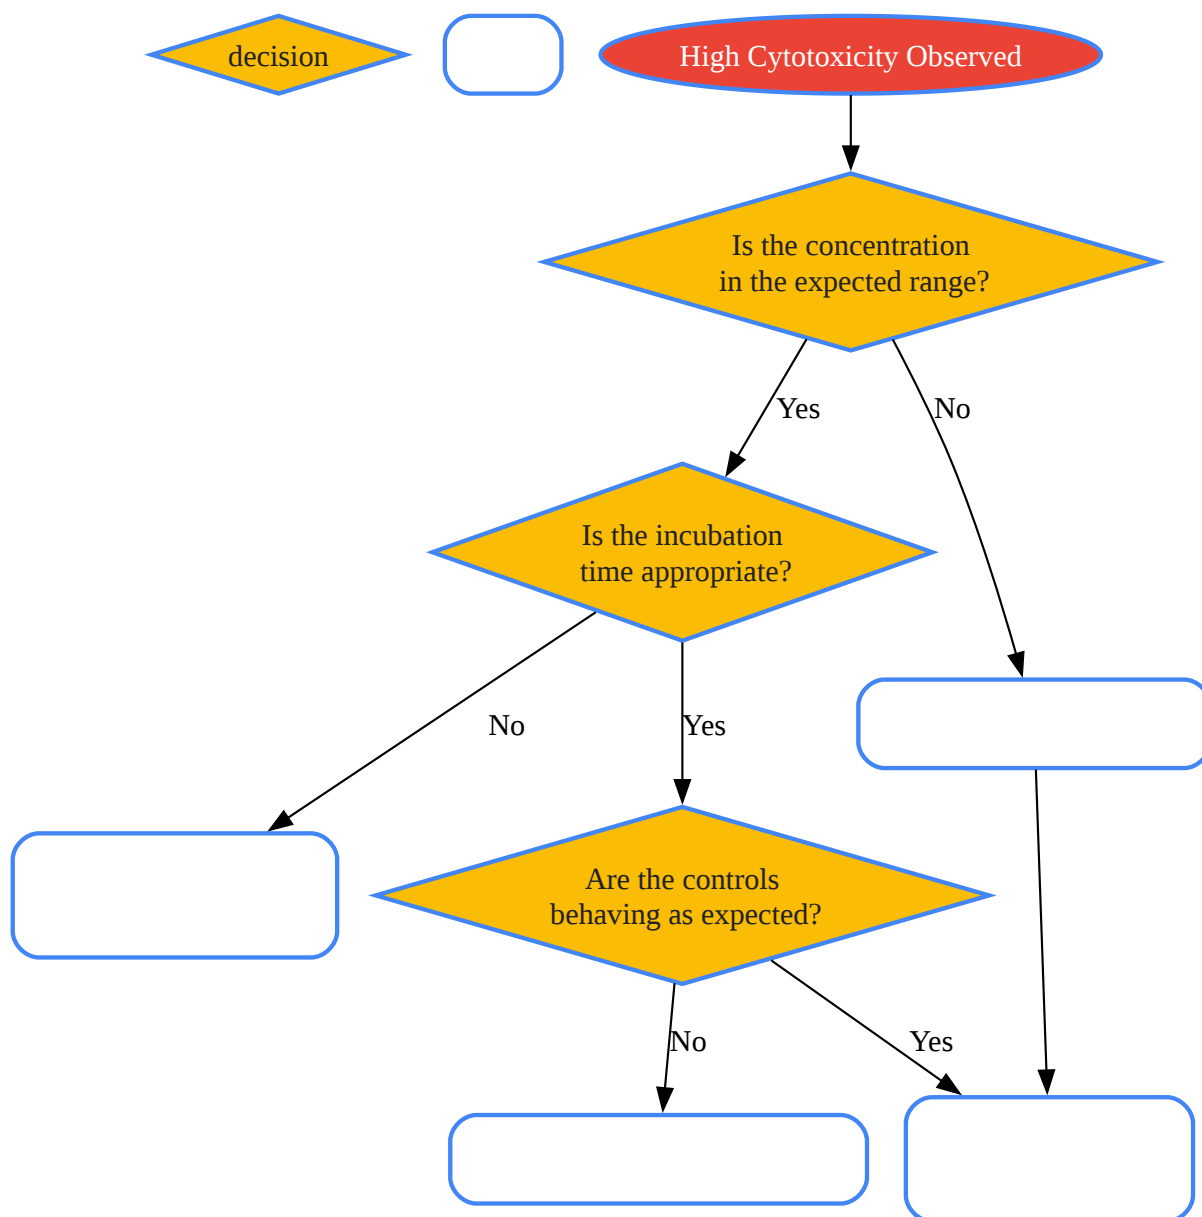 decision
High Cytotoxicity Observed
Is the concentration
in the expected range?
Yes
No
Is the incubation
time appropriate?
No
Yes
Are the controls
behaving as expected?
No
Yes